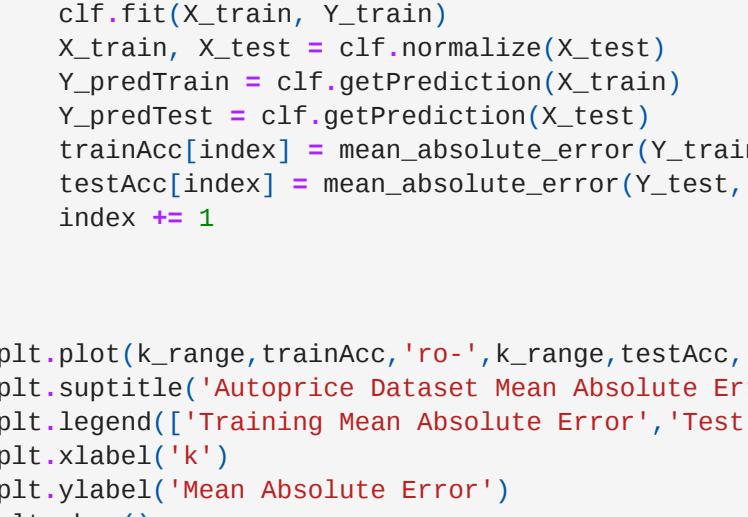 clf.fit(X_train, Y_train)
X_train, X_test = clf.normalize(X_test)
Y_predTrain = clf.getPrediction(X_train)
Y_predTest = clf.getPrediction(X_test)
trainAcc[index] = mean_absolute_error(Y_train
testAcc[index] = mean_absolute_error(Y_test,
index += 1
plt.plot(k_range,trainAcc,'ro-',k_range,testAcc,
plt.suptitle('Autoprice Dataset Mean Absolute Er
plt.legend(['Training Mean Absolute Error','Test
plt.xlabel('k')
plt.ylabel('Mean Absolute Error')